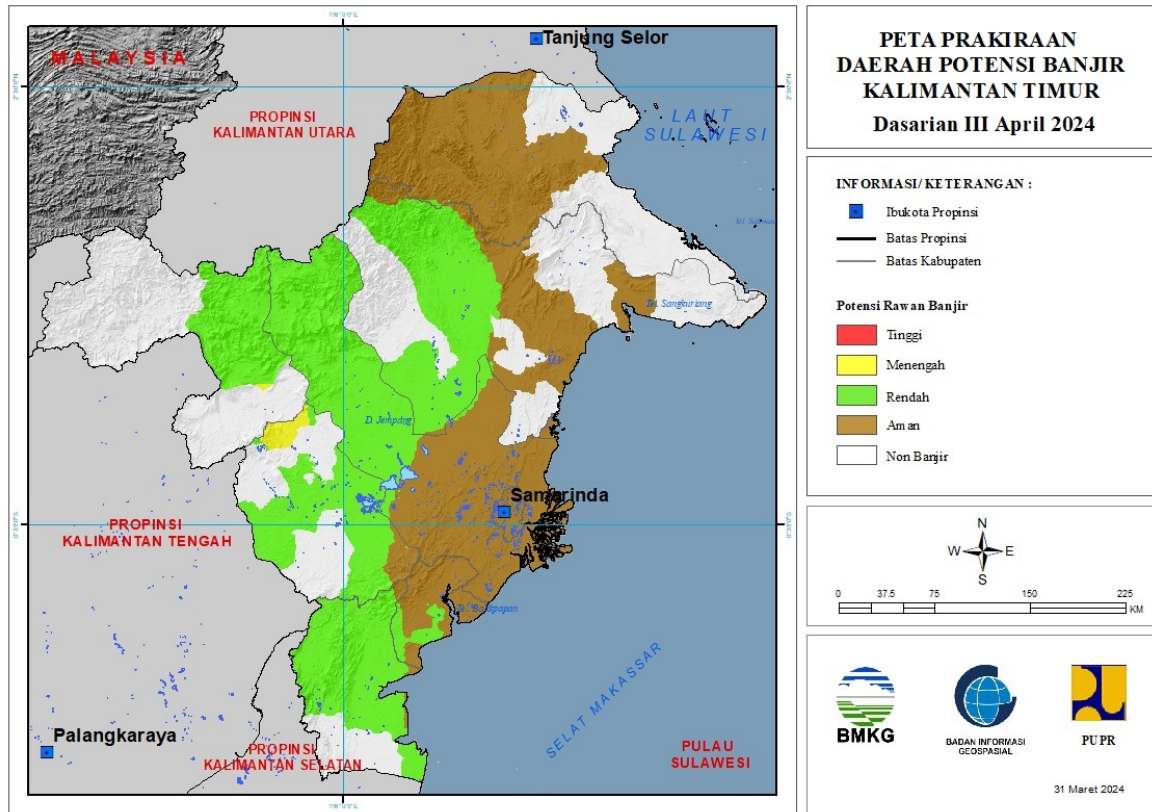 PETA PRAKIRAAN
DAERAH POTENSI BANJIR
KALIMANTAN TIMUR
Dasarian III April 2024
INFORMASI/KETERANGAN :
Ibukota Propinsi
Batas Propinsi
Batas Kabupaten
Potensi Rawan Banjir
Tinggi
Menengah
Rendah
Aman
Non Banjir
N
W E
S
0 37.5 75 150 225
KM
BMKG
BADAN INFORMASI
GEOSPASIAL
PUPR
31 Maret 2024
Tanjung Selor
MALAYSIA
PROPINSI
KALIMANTAN UTARA
LAUT
SULAWESI
Tel. Sangkuriang
D. Jempang
Samarinda
PROPINSI
KALIMANTAN TENGAH
Tel. Balikpapan
SELAT MAKASSAR
Palangkaraya
PROPINSI
KALIMANTAN SELATAN
PULAU
SULAWESI